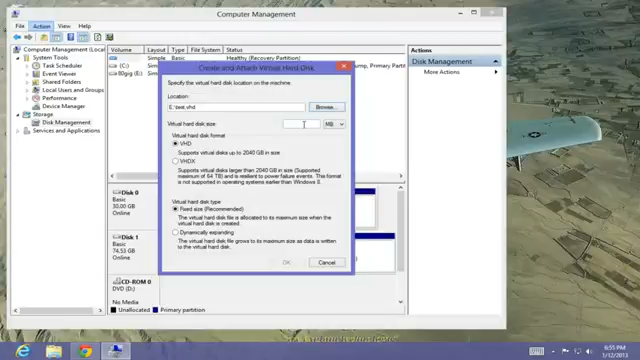 Computer Management
File Action View Help
Computer Management (Local
System Tools
Task Scheduler
Event Viewer
Shared Folders
Local Users and Groups
Performance
Device Manager
Storage
Disk Management
Services and Applications
Volume Layout Type File System Status
Simple Basic Healthy (Recovery Partition)
(C:)
Actions
Disk Management
More Actions
Create and Attach Virtual Hard Disk
Specify the virtual hard disk location on the machine.
Location:
Browse...
Virtual hard disk size: MB
Virtual hard disk format
VHD
Supports virtual disks up to 2040 GB in size
VHDX
Supports virtual disks larger than 2040 GB in size (Supported
maximum of 64 TB) and is resilient to power failure events. This format
is not supported in operating systems earlier than Windows 8.
Virtual hard disk type
Fixed size (Recommended)
The virtual hard disk file is allocated to its maximum size when the
virtual hard disk is created.
Dynamically expanding
The virtual hard disk file grows to its maximum size as data is written
to the virtual hard disk.
OK Cancel
Disk 0
Basic
30.00 GB
Online
Disk 1
Basic
74.53 GB
Online
CD-ROM 0
DVD (D:)
No Media
Unallocated Primary partition
6:55 PM